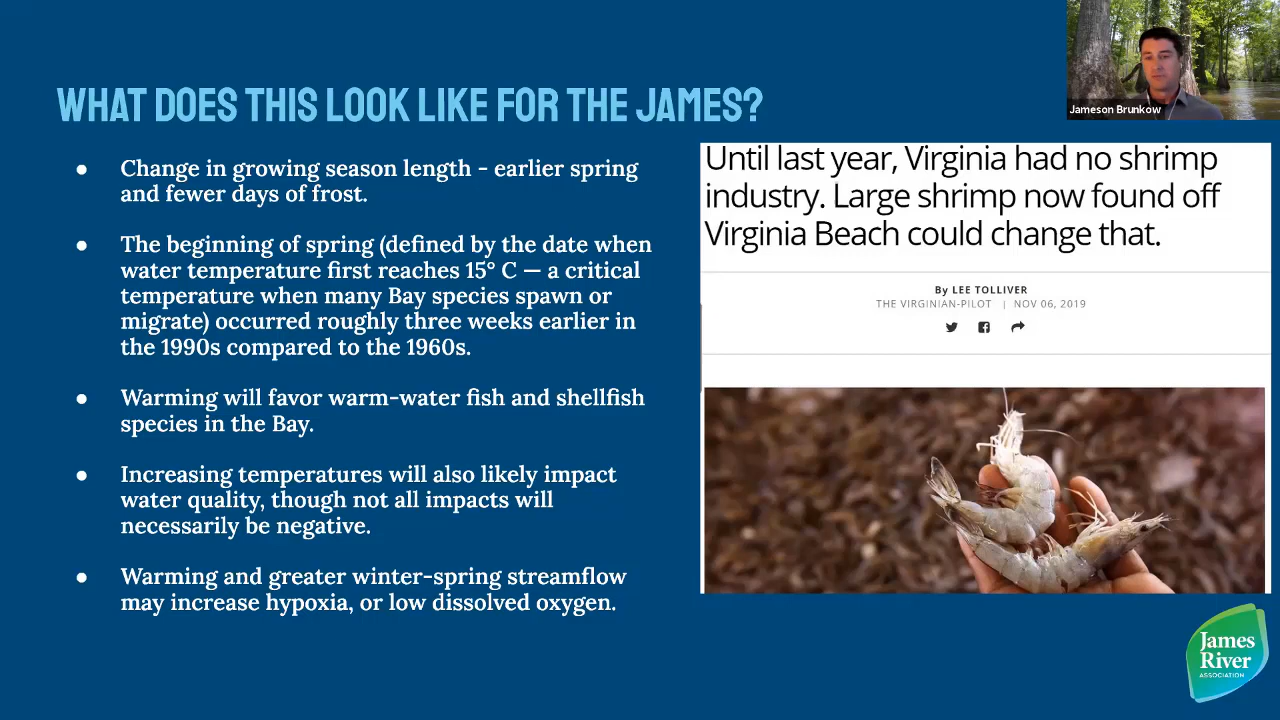 WHAT DOES THIS LOOK LIKE FOR THE JAMES?
Jameson Brunkow
● Change in growing season length - earlier spring
and fewer days of frost.
● The beginning of spring (defined by the date when
water temperature first reaches 15° C — a critical
temperature when many Bay species spawn or
migrate) occurred roughly three weeks earlier in
the 1990s compared to the 1960s.
● Warming will favor warm-water fish and shellfish
species in the Bay.
● Increasing temperatures will also likely impact
water quality, though not all impacts will
necessarily be negative.
● Warming and greater winter-spring streamflow
may increase hypoxia, or low dissolved oxygen.
Until last year, Virginia had no shrimp
industry. Large shrimp now found off
Virginia Beach could change that.
By LEE TOLLIVER
THE VIRGINIAN-PILOT | NOV 06, 2019
James
River
ASSOCIATION